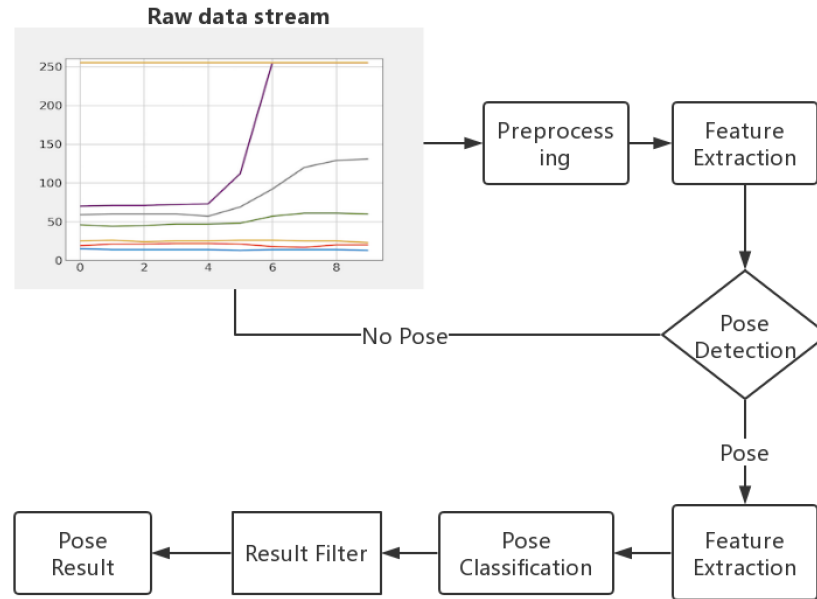 Raw data stream
250
200
150
100
50
0
0 2 4 6 8
Preprocess
ing
Feature
Extraction
No Pose
Pose
Detection
Pose
Feature
Extraction
Pose
Classification
Result Filter
Pose
Result